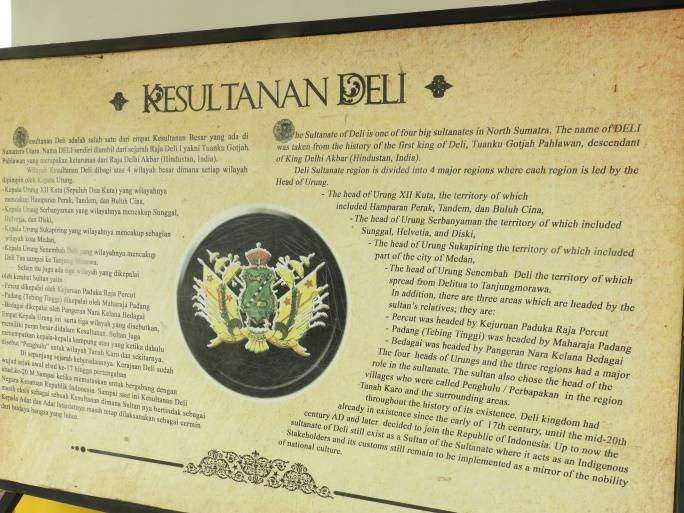 KESULTANAN DELI
Kesultanan Deli adalah salah satu dari empat Kesultanan Besar yang ada di
Sumatera Utara. Nama DELI sendiri diambil dari sejarah Raja Deli I yakni Tuanku Gotjah
Pahlawan yang merupakan keturunan dari Raja Delhi Akbar (Hindustan, India).
Wilayah Kesultanan Deli dibagi atas 4 wilayah besar dimana setiap wilayah
dipimpin oleh Kepala Urung.
-Kepala Urung XII Kuta (Sepuluh Dua Kuta) yang wilayahnya
mencakup Hamparan Perak, Tandem, dan Buluh Cina,
-Kepala Urung Serbanyaman yang wilayahnya mencakup Sunggal,
Helvetia, dan Diski,
-Kepala Urung Sukapiring yang wilayahnya mencakup sebagian
wilayah kota Medan,
-Kepala Urung Senembah Deli yang wilayahnya mencakup
Deli Tua sampai ke Tanjung Morawa.
Selain itu juga ada tiga wilayah yang dikepalai
oleh kerabat Sultan yaitu :
-Percut dikepalai oleh Kejuruan Paduka Raja Percut
-Padang (Tebing Tinggi) dikepalai oleh Maharaja Padang
-Bedagai dikepalai oleh Pangeran Nara Kelana Bedagai
Empat Kepala Urung ini serta tiga wilayah yang disebutkan,
memiliki peran besar didalam Kesultanan. Sultan juga
menempatkan kepala-kepala kampung atau yang ketika dahulu
disebut "Penghulu" untuk wilayah Tanah Karo dan sekitarnya.
Di sepanjang sejarah keberadaannya, Kerajaan Deli sudah
wujud sejak awal abad ke-17 hingga pertengahan
abad ke-20 M Sampai ketika memutuskan untuk bergabung dengan
Negara Kesatuan Republik Indonesia. Sampai saat ini Kesultanan Deli
masih eksis sebagai sebuah Kesultanan dimana Sultan nya bertindak sebagai
Kepala Adat dan Adat Istiadatnya masih tetap dilaksanakan sebagai cermin
dari budaya bangsa yang luhur.
The Sultanate of Deli is one of four big sultanates in North Sumatra. The name of DELI
was taken from the history of the first king of Deli, Tuanku Gotjah Pahlawan, descendant
of King Delhi Akbar (Hindustan, India).
Deli Sultanate region is divided into 4 major regions where each region is led by the
Head of Urung.
- The head of Urung XII Kuta, the territory of which
included Hamparan Perak, Tandem, dan Buluh Cina,
- The head of Urung Serbanyaman the territory of which included
Sunggal, Helvetia, and Diski,
- The head of Urung Sukapiring the territory of which included
part of the city of Medan,
- The head of Urung Senembah Deli the territory of which
spread from Delitua to Tanjungmorawa.
In addition, there are three areas which are headed by the
sultan's relatives; they are:
- Percut was headed by Kejuruan Paduka Raja Percut
- Padang (Tebing Tinggi) was headed by Maharaja Padang
- Bedagai was headed by Pangeran Nara Kelana Bedagai
The four heads of Urungs and the three regions had a major
role in the sultanate. The sultan also chose the head of the
villages who were called Penghulu / Perbapakan in the region
Tanah Karo and the surrounding areas.
throughout the history of its existence. Deli kingdom had
already in existence since the early of 17th century, until the mid-20th
century AD and later decided to join the Republic of Indonesia. Up to now the
sultanate of Deli still exist as a Sultan of the Sultanate where it acts as an Indigenous
Stakeholders and its customs still remain to be implemented as a mirror of the nobility
of national culture.